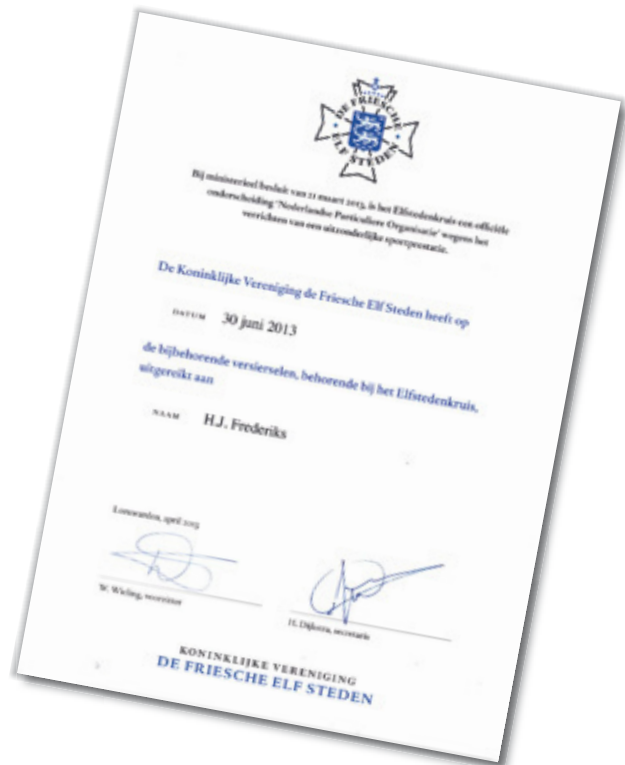 DE FRIESCHE
ELF STEDEN
Bij ministerieel besluit van 21 maart 2013, is het Elfstedenkruis een officiële
onderscheiding 'Nederlandse Particuliere Organisatie' wegens het
verrichten van een uitzonderlijke sportprestatie.
De Koninklijke Vereniging de Friesche Elf Steden heeft op
DATUM 30 juni 2013
de bijbehorende versierselen, behorende bij het Elfstedenkruis,
uitgereikt aan
NAAM H.J. Frederiks
Leeuwarden, april 2013
W. Wieling, voorzitter
H. Dijkstra, secretaris
KONINKLIJKE VERENIGING
DE FRIESCHE ELF STEDEN